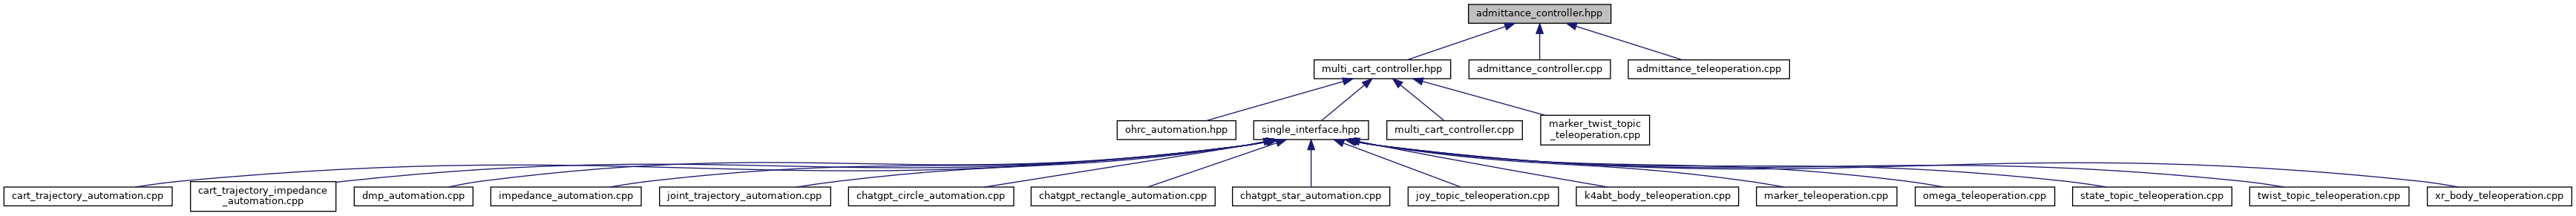 admittance_controller.hpp
multi_cart_controller.hpp
admittance_controller.cpp
admittance_teleoperation.cpp
ohrc_automation.hpp
single_interface.hpp
multi_cart_controller.cpp
marker_twist_topic
_teleoperation.cpp
cart_trajectory_automation.cpp
cart_trajectory_impedance
_automation.cpp
dmp_automation.cpp
impedance_automation.cpp
joint_trajectory_automation.cpp
chatgpt_circle_automation.cpp
chatgpt_rectangle_automation.cpp
chatgpt_star_automation.cpp
joy_topic_teleoperation.cpp
k4abt_body_teleoperation.cpp
marker_teleoperation.cpp
omega_teleoperation.cpp
state_topic_teleoperation.cpp
twist_topic_teleoperation.cpp
xr_body_teleoperation.cpp